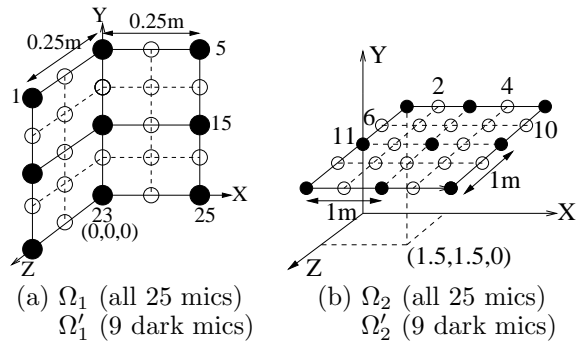 Y
0.25m
0.25m
5
1
15
X
23
25
(0,0,0)
Z
(a) Ω₁ (all 25 mics)
Ω′₁ (9 dark mics)
Y
2
4
6
11
10
1m
1m
X
Z
(1.5,1.5,0)
(b) Ω₂ (all 25 mics)
Ω′₂ (9 dark mics)